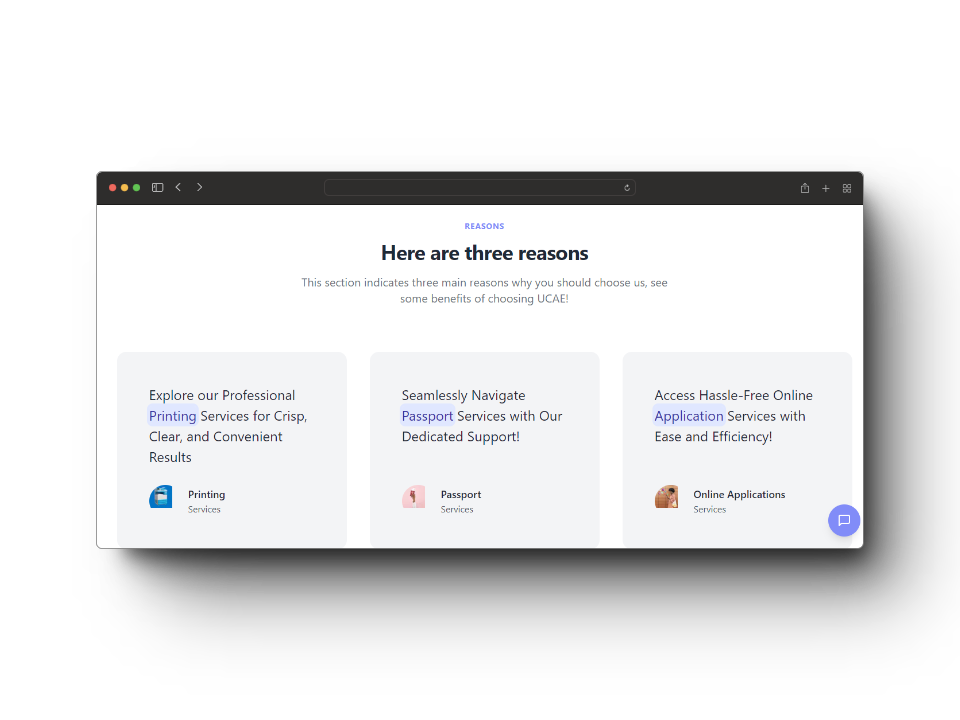 REASONS
Here are three reasons
This section indicates three main reasons why you should choose us, see
some benefits of choosing UCAE!
Explore our Professional
Printing Services for Crisp,
Clear, and Convenient
Results
Printing
Services
Seamlessly Navigate
Passport Services with Our
Dedicated Support!
Passport
Services
Access Hassle-Free Online
Application Services with
Ease and Efficiency!
Online Applications
Services